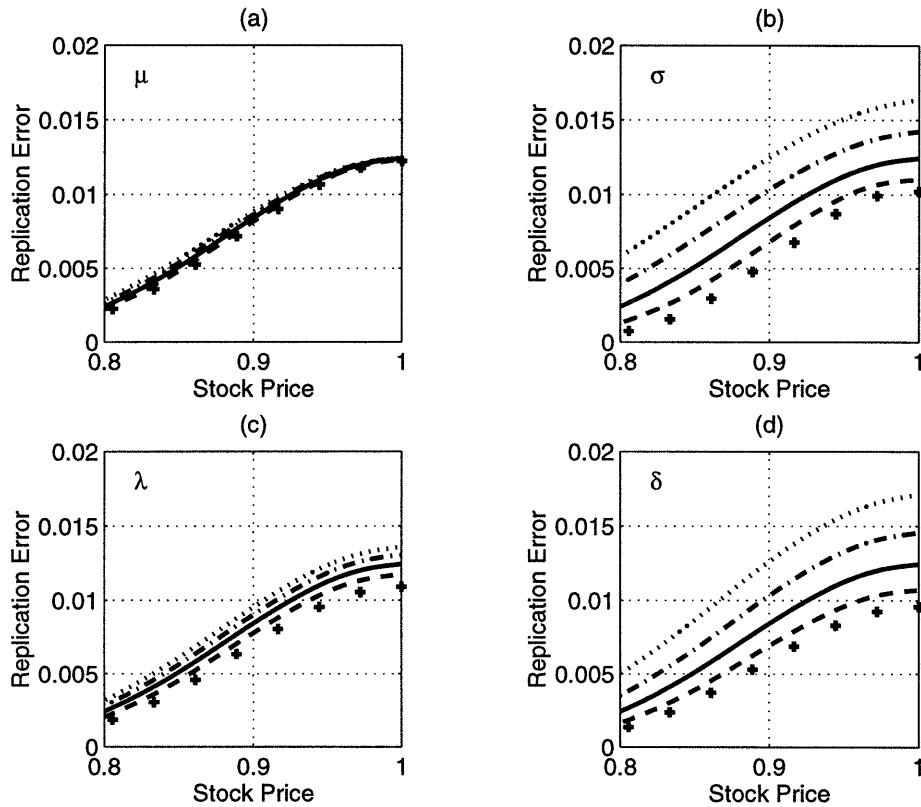 (a)
0.02
μ
0.015
0.01
0.005
0
Replication Error
0.8
0.9
1
Stock Price
(b)
0.02
σ
0.015
0.01
0.005
0
Replication Error
0.8
0.9
1
Stock Price
(c)
0.02
λ
0.015
0.01
0.005
0
Replication Error
0.8
0.9
1
Stock Price
(d)
0.02
δ
0.015
0.01
0.005
0
Replication Error
0.8
0.9
1
Stock Price